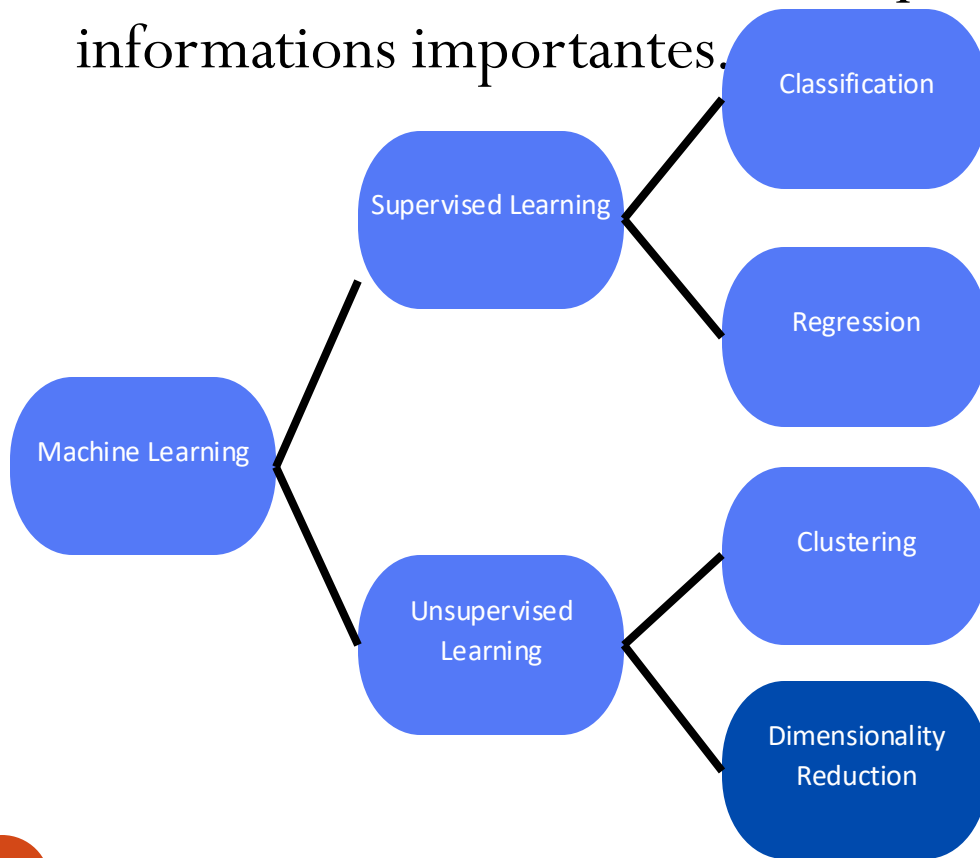 informations importantes.
Classification
Supervised Learning
Regression
Machine Learning
Clustering
Unsupervised
Learning
Dimensionality
Reduction